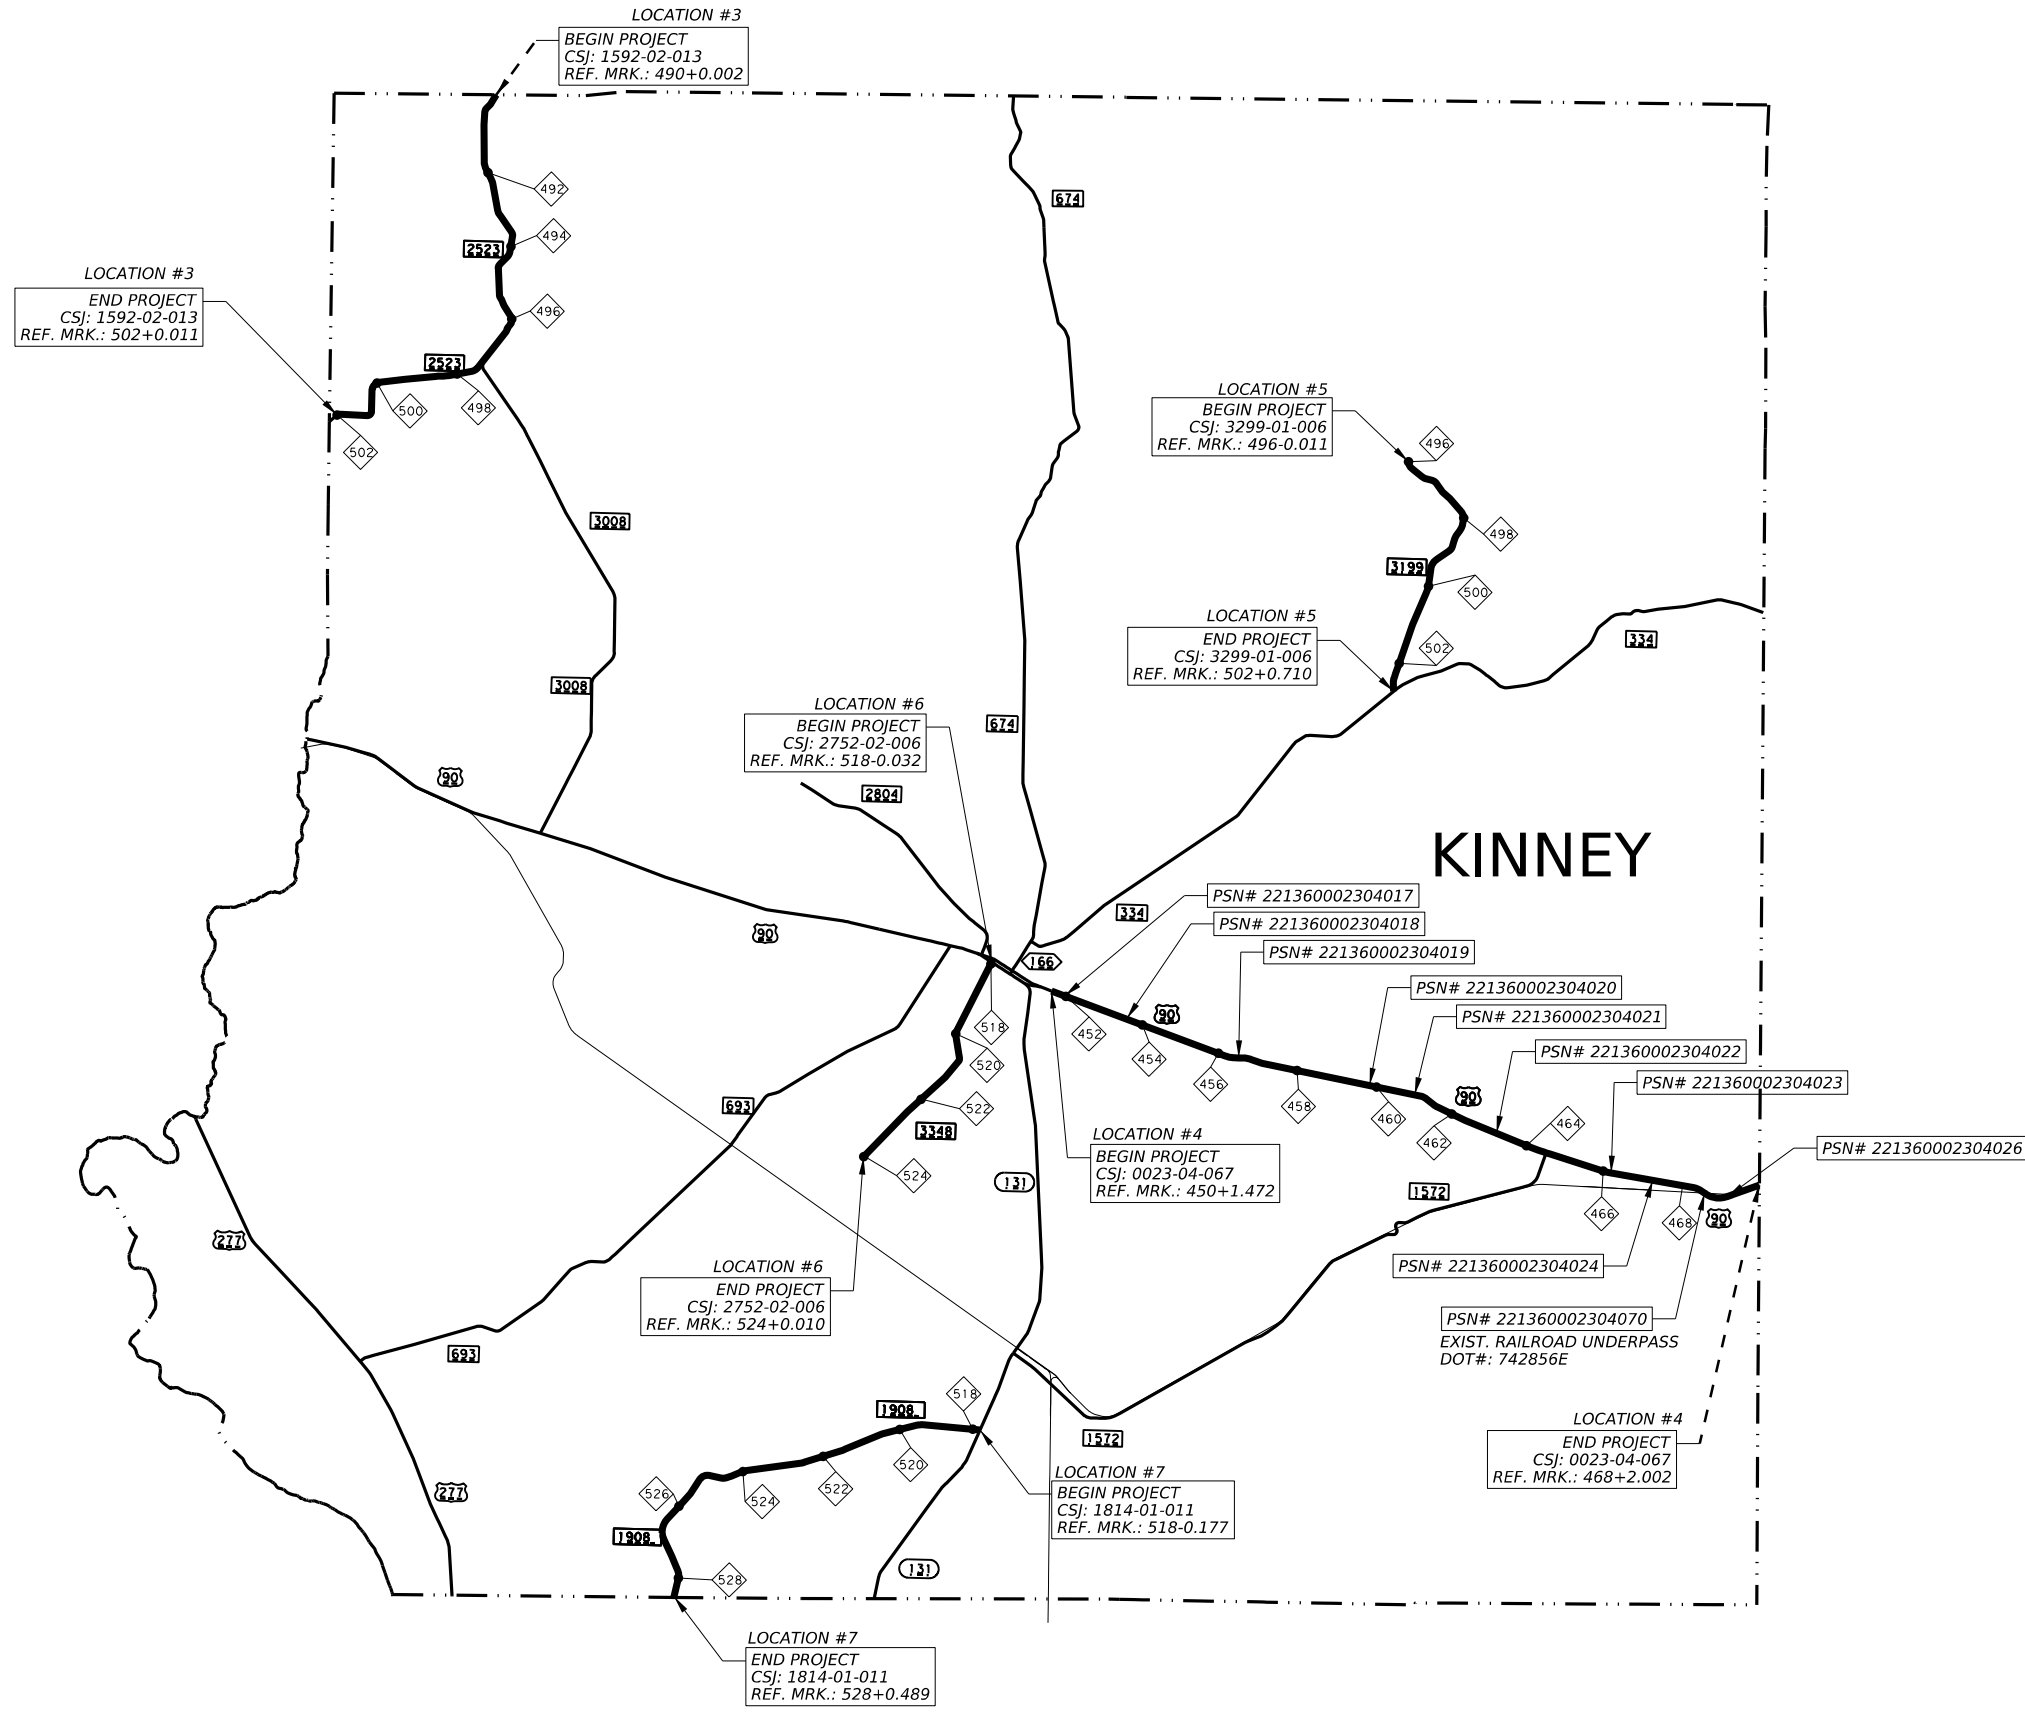 LOCATION #3
BEGIN PROJECT
CSJ: 1592-02-013
REF. MRK.: 490+0.002
492
494
2523
496
LOCATION #3
END PROJECT
CSJ: 1592-02-013
REF. MRK.: 502+0.011
2523
498
500
502
3008
3008
674
674
LOCATION #5
BEGIN PROJECT
CSJ: 3299-01-006
REF. MRK.: 496-0.011
496
498
3199
500
LOCATION #5
END PROJECT
CSJ: 3299-01-006
REF. MRK.: 502+0.710
502
334
LOCATION #6
BEGIN PROJECT
CSJ: 2752-02-006
REF. MRK.: 518-0.032
90
2804
KINNEY
334
90
166
PSN# 221360002304017
PSN# 221360002304018
PSN# 221360002304019
PSN# 221360002304020
PSN# 221360002304021
PSN# 221360002304022
PSN# 221360002304023
PSN# 221360002304026
90
518
520
522
524
3348
693
452
454
456
458
460
462
464
90
466
468
90
LOCATION #4
BEGIN PROJECT
CSJ: 0023-04-067
REF. MRK.: 450+1.472
131
1572
PSN# 221360002304024
PSN# 221360002304070
EXIST. RAILROAD UNDERPASS
DOT#: 742856E
277
LOCATION #6
END PROJECT
CSJ: 2752-02-006
REF. MRK.: 524+0.010
693
LOCATION #4
END PROJECT
CSJ: 0023-04-067
REF. MRK.: 468+2.002
518
1908
520
522
524
526
1572
LOCATION #7
BEGIN PROJECT
CSJ: 1814-01-011
REF. MRK.: 518-0.177
277
1908
528
131
LOCATION #7
END PROJECT
CSJ: 1814-01-011
REF. MRK.: 528+0.489